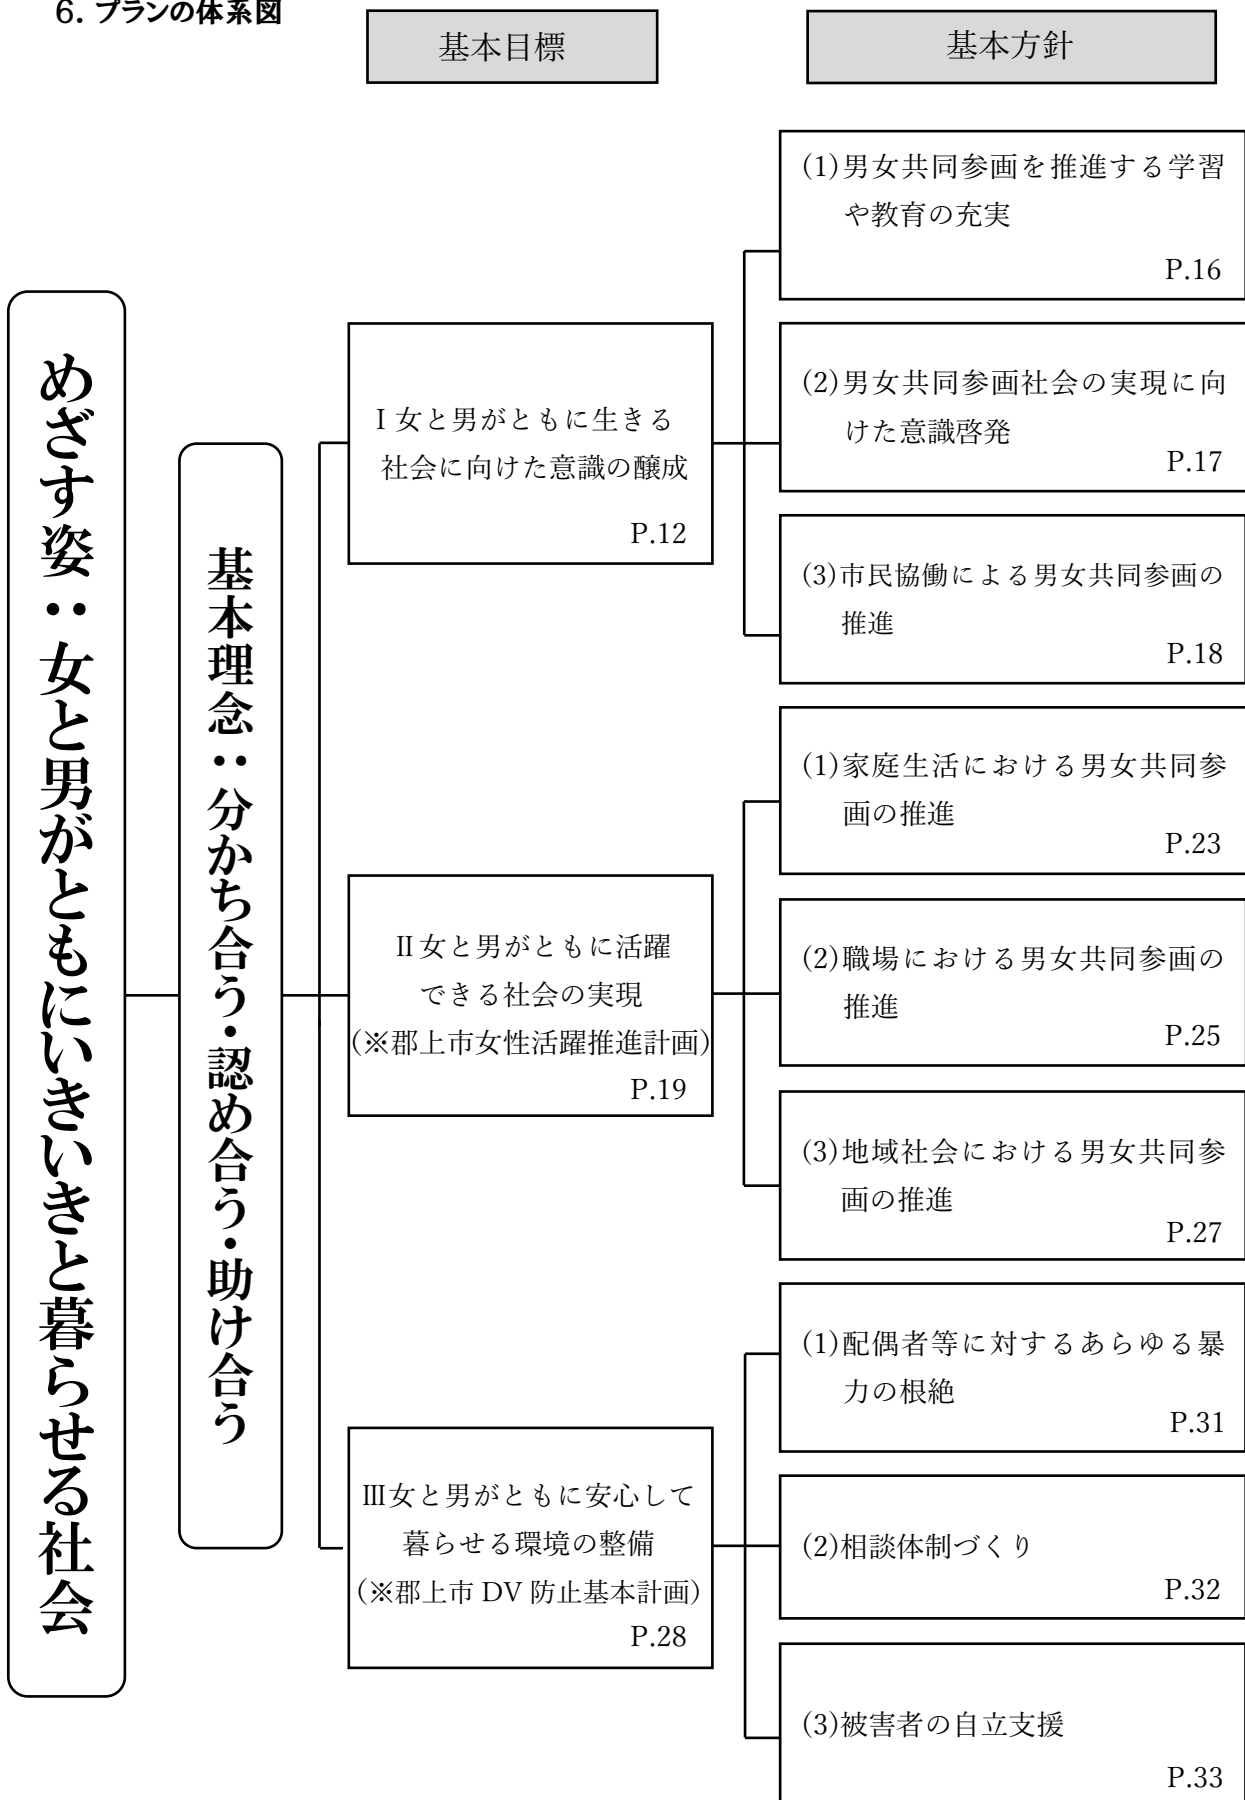 6. プランの体系図
基本目標
基本方針
めざす姿：女と男がともにいきいきと暮らせる社会
基本理念：分かち合う・認め合う・助け合う
Ⅰ女と男がともに生きる
社会に向けた意識の醸成
P.12
(1)男女共同参画を推進する学習
や教育の充実
P.16
(2)男女共同参画社会の実現に向
けた意識啓発
P.17
(3)市民協働による男女共同参画の
推進
P.18
Ⅱ女と男がともに活躍
できる社会の実現
(※郡上市女性活躍推進計画)
P.19
(1)家庭生活における男女共同参
画の推進
P.23
(2)職場における男女共同参画の
推進
P.25
(3)地域社会における男女共同参
画の推進
P.27
Ⅲ女と男がともに安心して
暮らせる環境の整備
(※郡上市 DV 防止基本計画)
P.28
(1)配偶者等に対するあらゆる暴
力の根絶
P.31
(2)相談体制づくり
P.32
(3)被害者の自立支援
P.33